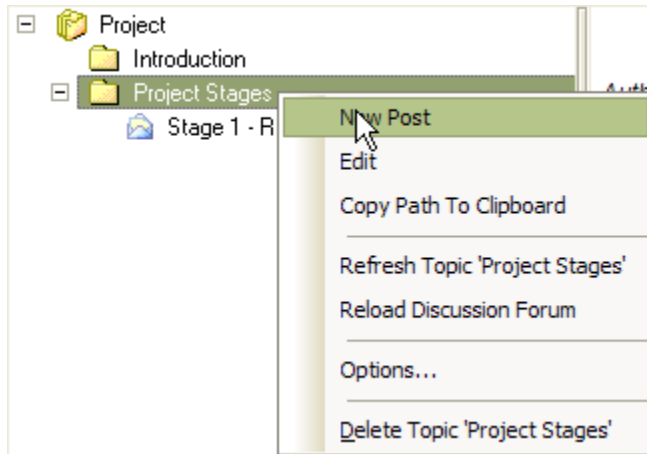 Project
Introduction
Project Stages
Stage 1 - R
New Post
Edit
Copy Path To Clipboard
Refresh Topic 'Project Stages'
Reload Discussion Forum
Options...
Delete Topic 'Project Stages'